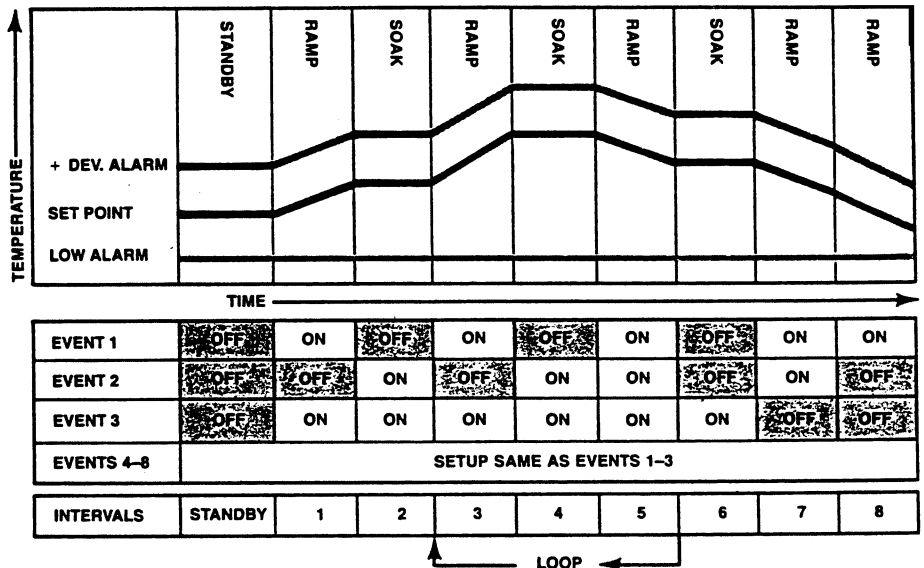 STANDBY RAMP SOAK RAMP SOAK RAMP SOAK RAMP RAMP
TEMPERATURE
+ DEV. ALARM
SET POINT
LOW ALARM
TIME
EVENT 1 OFF ON OFF ON OFF ON OFF ON ON
EVENT 2 OFF OFF ON OFF ON ON OFF ON OFF
EVENT 3 OFF ON ON ON ON ON ON OFF OFF
EVENTS 4–8 SETUP SAME AS EVENTS 1–3
INTERVALS STANDBY 1 2 3 4 5 6 7 8
LOOP